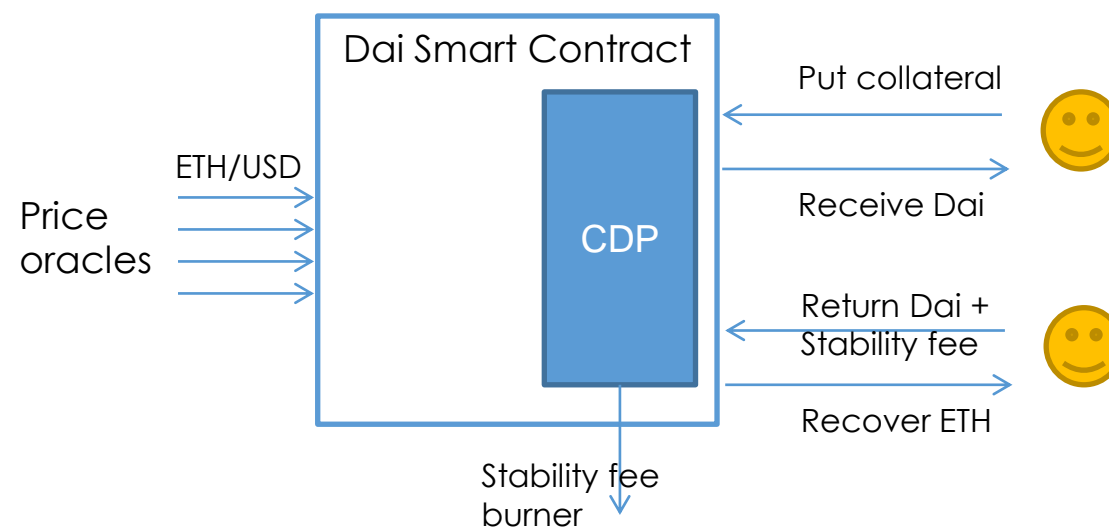 Dai Smart Contract
Put collateral
ETH/USD
Receive Dai
Price
oracles
CDP
Return Dai +
Stability fee
Recover ETH
Stability fee
burner